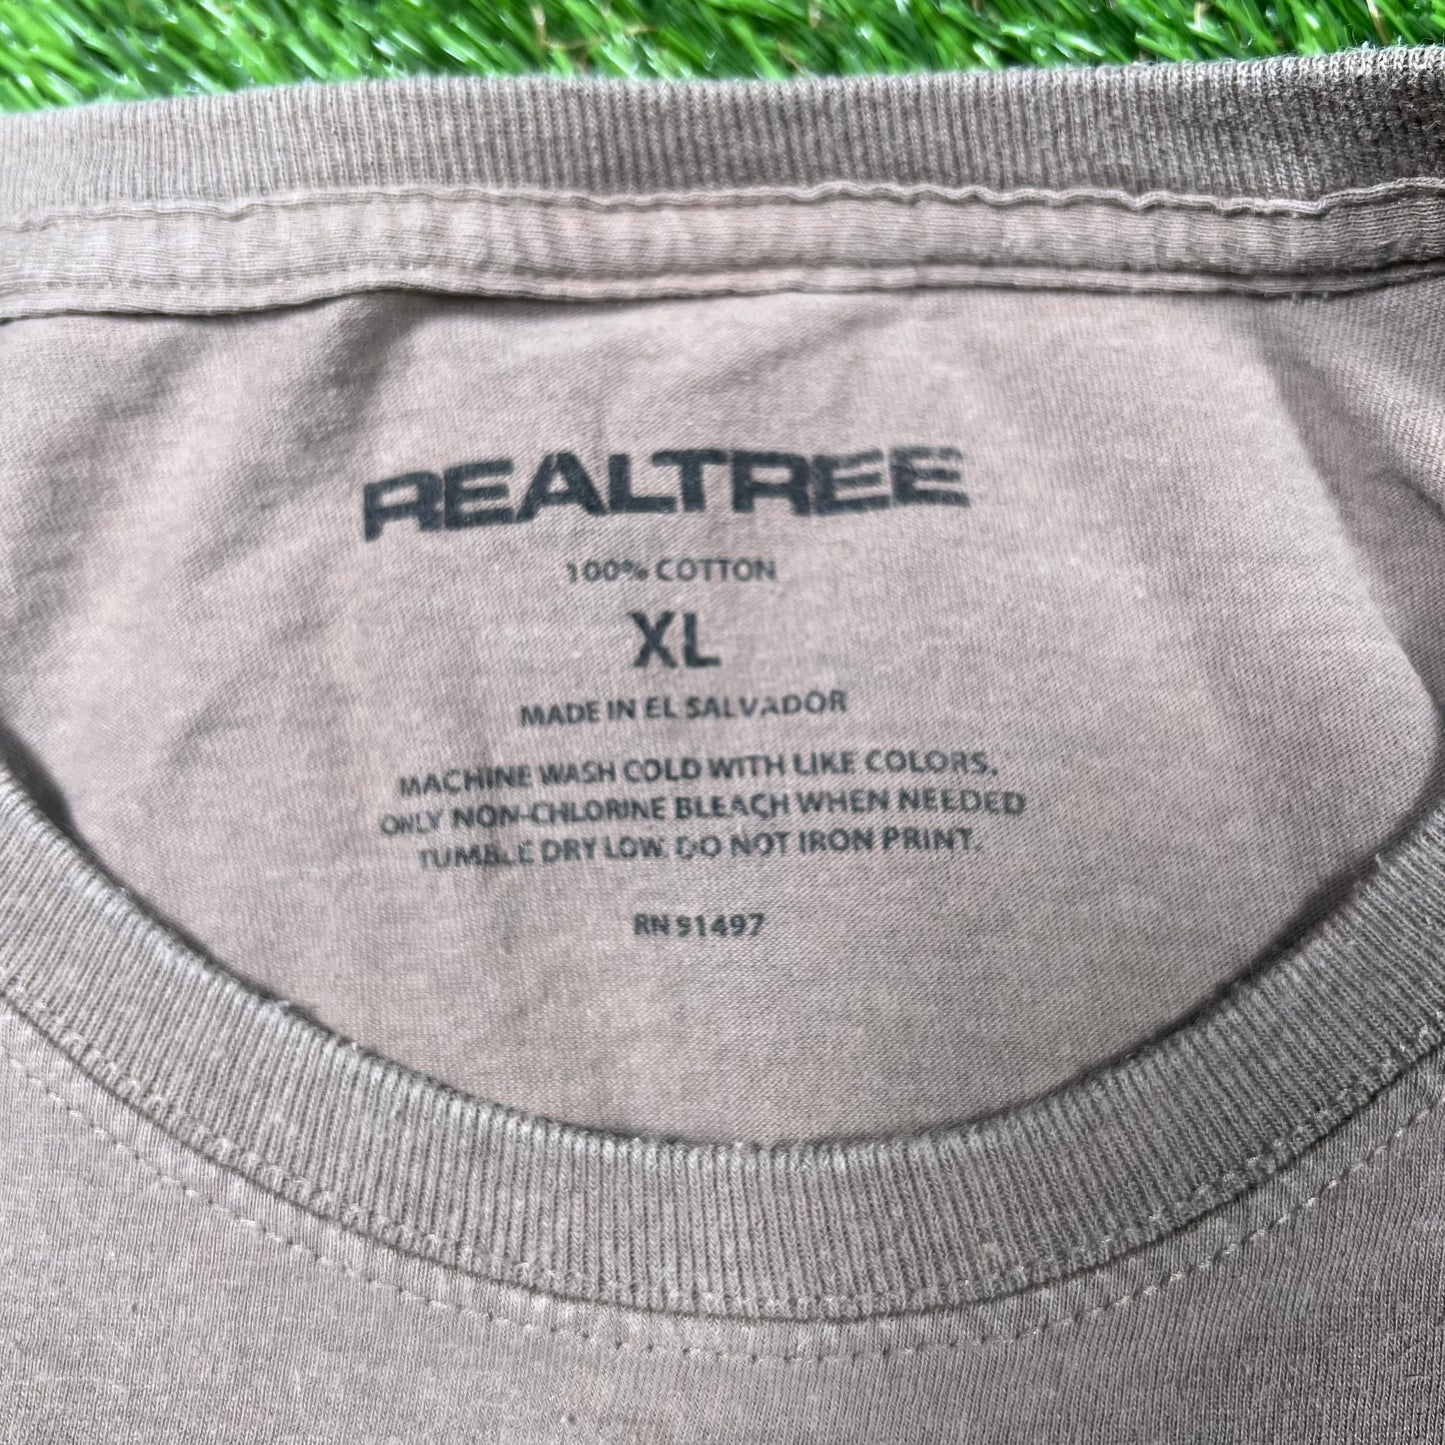 REALTREE
100% COTTON
XL
MADE IN EL SALVADOR
MACHINE WASH COLD WITH LIKE COLORS.
ONLY NON-CHLORINE BLEACH WHEN NEEDED
TUMBLE DRY LOW. DO NOT IRON PRINT.
RN 91497